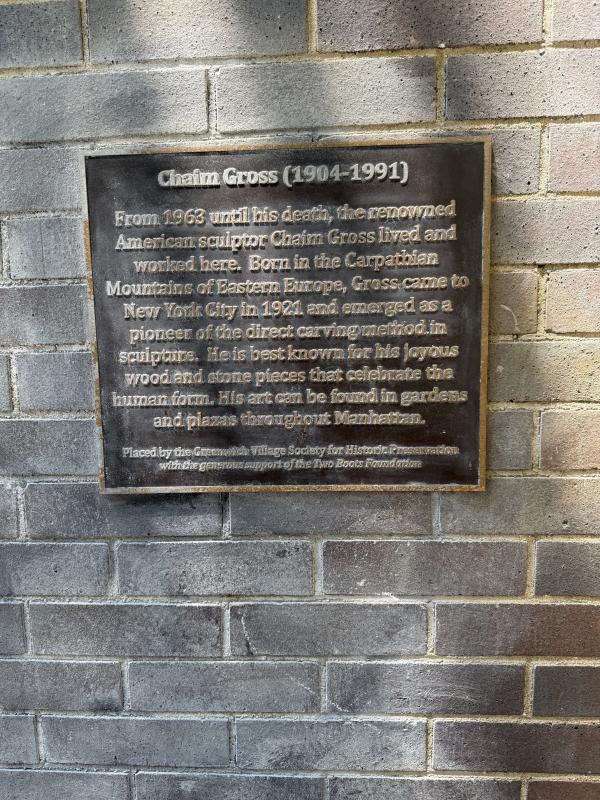 Chaim Gross (1904-1991)
From 1963 until his death, the renowned
American sculptor Chaim Gross lived and
worked here. Born in the Carpathian
Mountains of Eastern Europe, Gross came to
New York City in 1921 and emerged as a
pioneer of the direct carving method in
sculpture. He is best known for his joyous
wood and stone pieces that celebrate the
human form. His art can be found in gardens
and plazas throughout Manhattan.
Placed by the Greenwich Village Society for Historic Preservation
with the generous support of the Two Boots Foundation